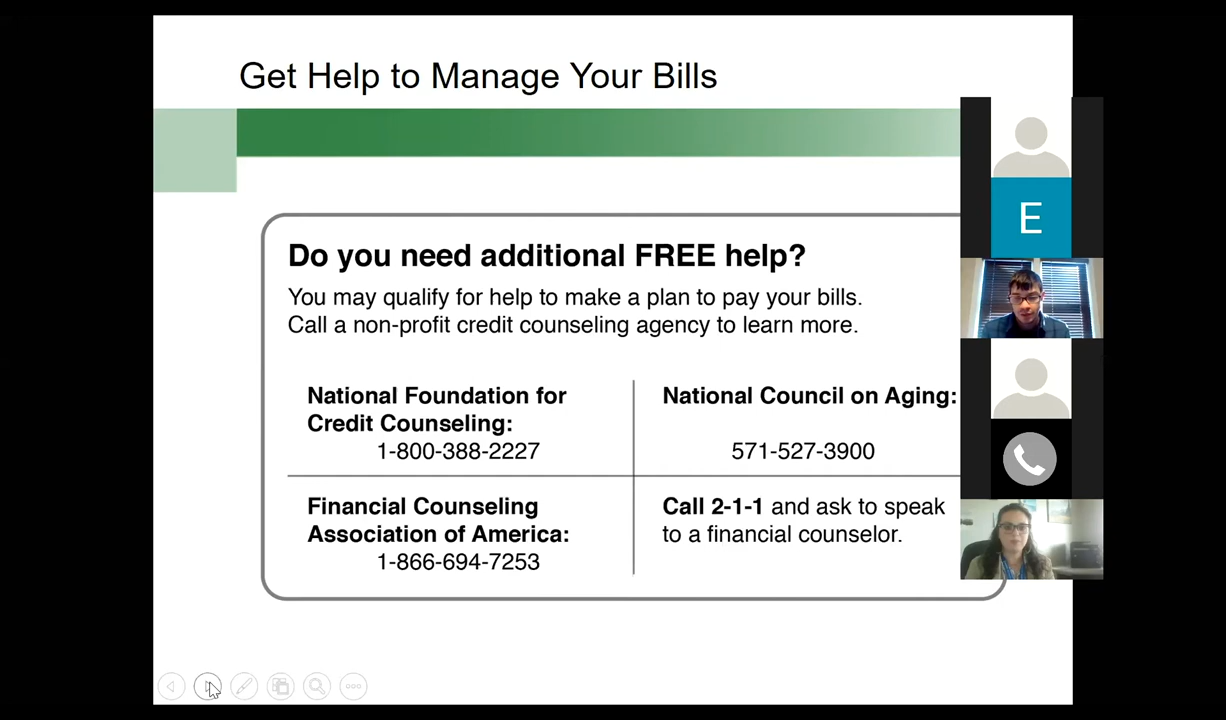 Get Help to Manage Your Bills
E
Do you need additional FREE help?
You may qualify for help to make a plan to pay your bills.
Call a non-profit credit counseling agency to learn more.
National Foundation for
Credit Counseling:
1-800-388-2227
National Council on Aging:
571-527-3900
Financial Counseling
Association of America:
1-866-694-7253
Call 2-1-1 and ask to speak
to a financial counselor.